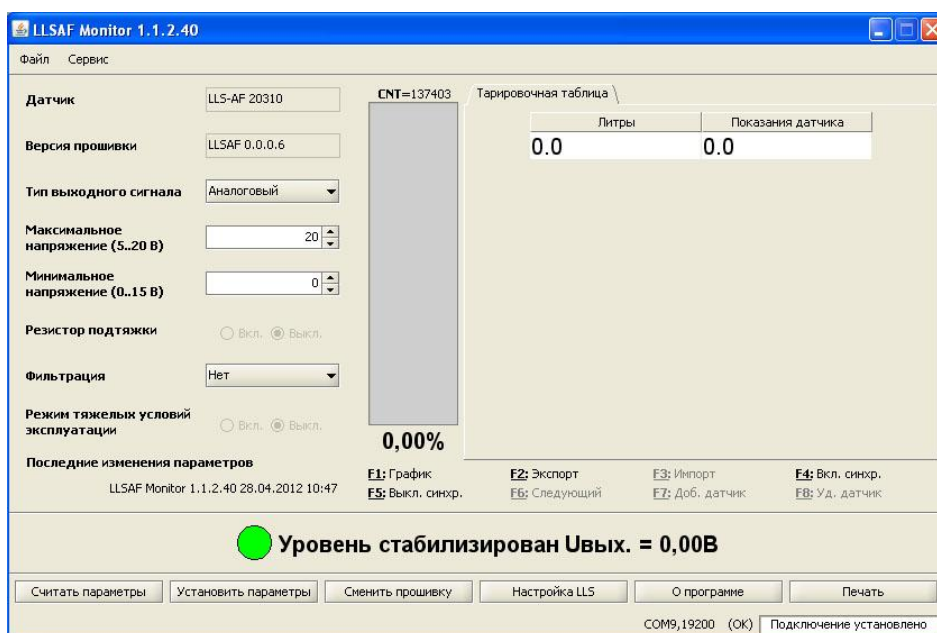 LLSAF Monitor 1.1.2.40
Файл Сервис
Датчик
LLS-AF 20310
Версия прошивки
LLSAF 0.0.0.6
Тип выходного сигнала
Аналоговый
Максимальное
напряжение (5..20 В)
20
Минимальное
напряжение (0..15 В)
0
Резистор подтяжки
Вкл. Выкл.
Фильтрация
Нет
Режим тяжелых условий
эксплуатации
Вкл. Выкл.
Последние изменения параметров
LLSAF Monitor 1.1.2.40 28.04.2012 10:47
CNT=137403
0,00%
Тарировочная таблица
Литры Показания датчика
0.0 0.0
F1: График F2: Экспорт F3: Импорт F4: Вкл. синхр.
F5: Выкл. синхр. F6: Следующий F7: Доб. датчик F8: Уд. датчик
Уровень стабилизирован Uвых. = 0,00В
Считать параметры Установить параметры Сменить прошивку Настройка LLS О программе Печать
COM9,19200 (OK) Подключение установлено